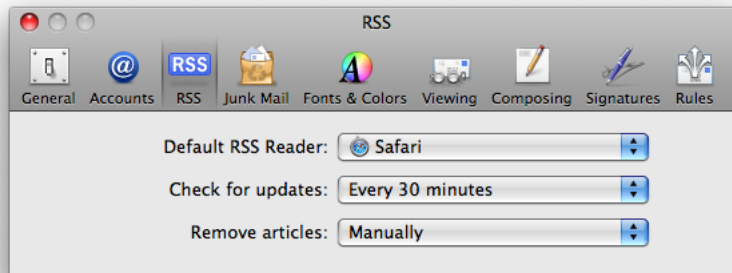 RSS
RSS
General Accounts RSS Junk Mail Fonts & Colors Viewing Composing Signatures Rules
Default RSS Reader: Safari
Check for updates: Every 30 minutes
Remove articles: Manually